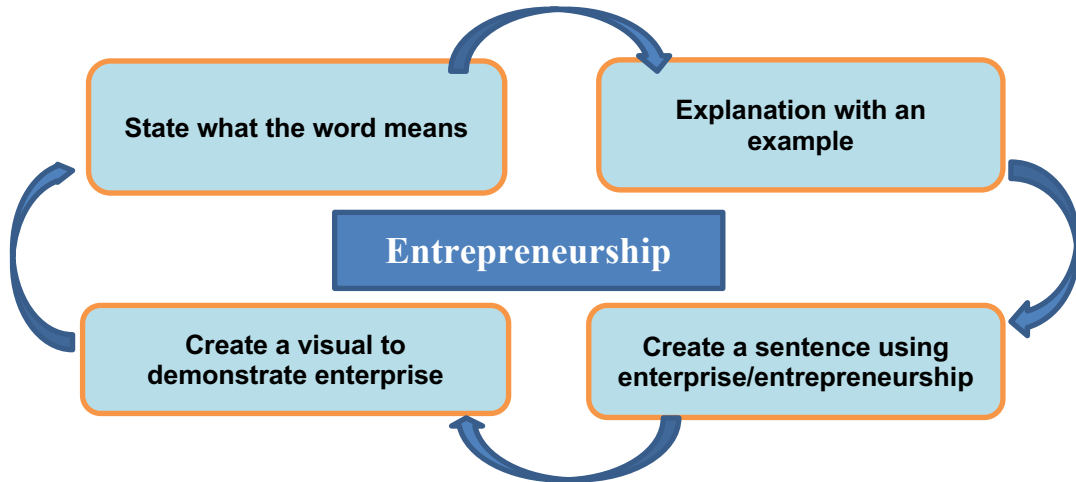 State what the word means
Explanation with an
example
Entrepreneurship
Create a visual to
demonstrate enterprise
Create a sentence using
enterprise/entrepreneurship